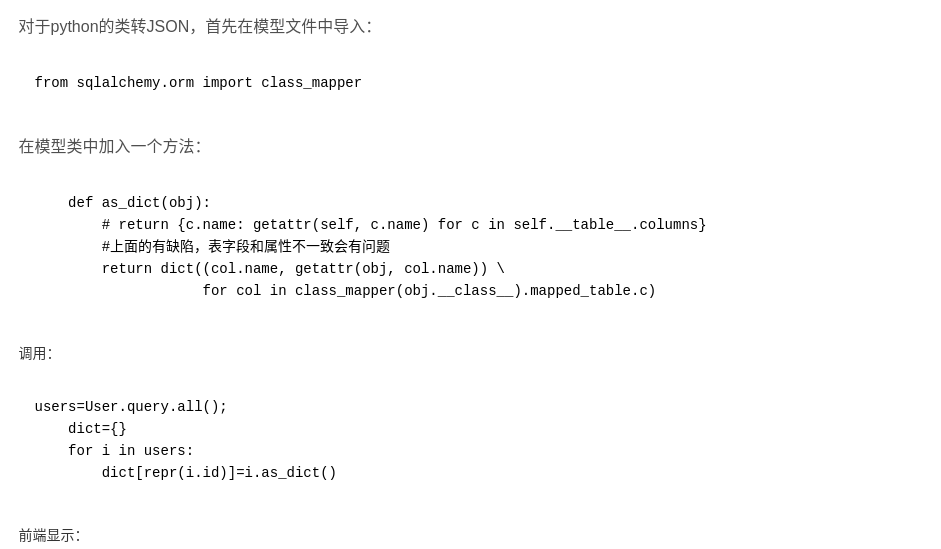 对于python的类转JSON，首先在模型文件中导入：
from sqlalchemy.orm import class_mapper
在模型类中加入一个方法：
def as_dict(obj):
# return {c.name: getattr(self, c.name) for c in self.__table__.columns}
#上面的有缺陷，表字段和属性不一致会有问题
return dict((col.name, getattr(obj, col.name)) \
for col in class_mapper(obj.__class__).mapped_table.c)
调用：
users=User.query.all();
dict={}
for i in users:
dict[repr(i.id)]=i.as_dict()
前端显示：